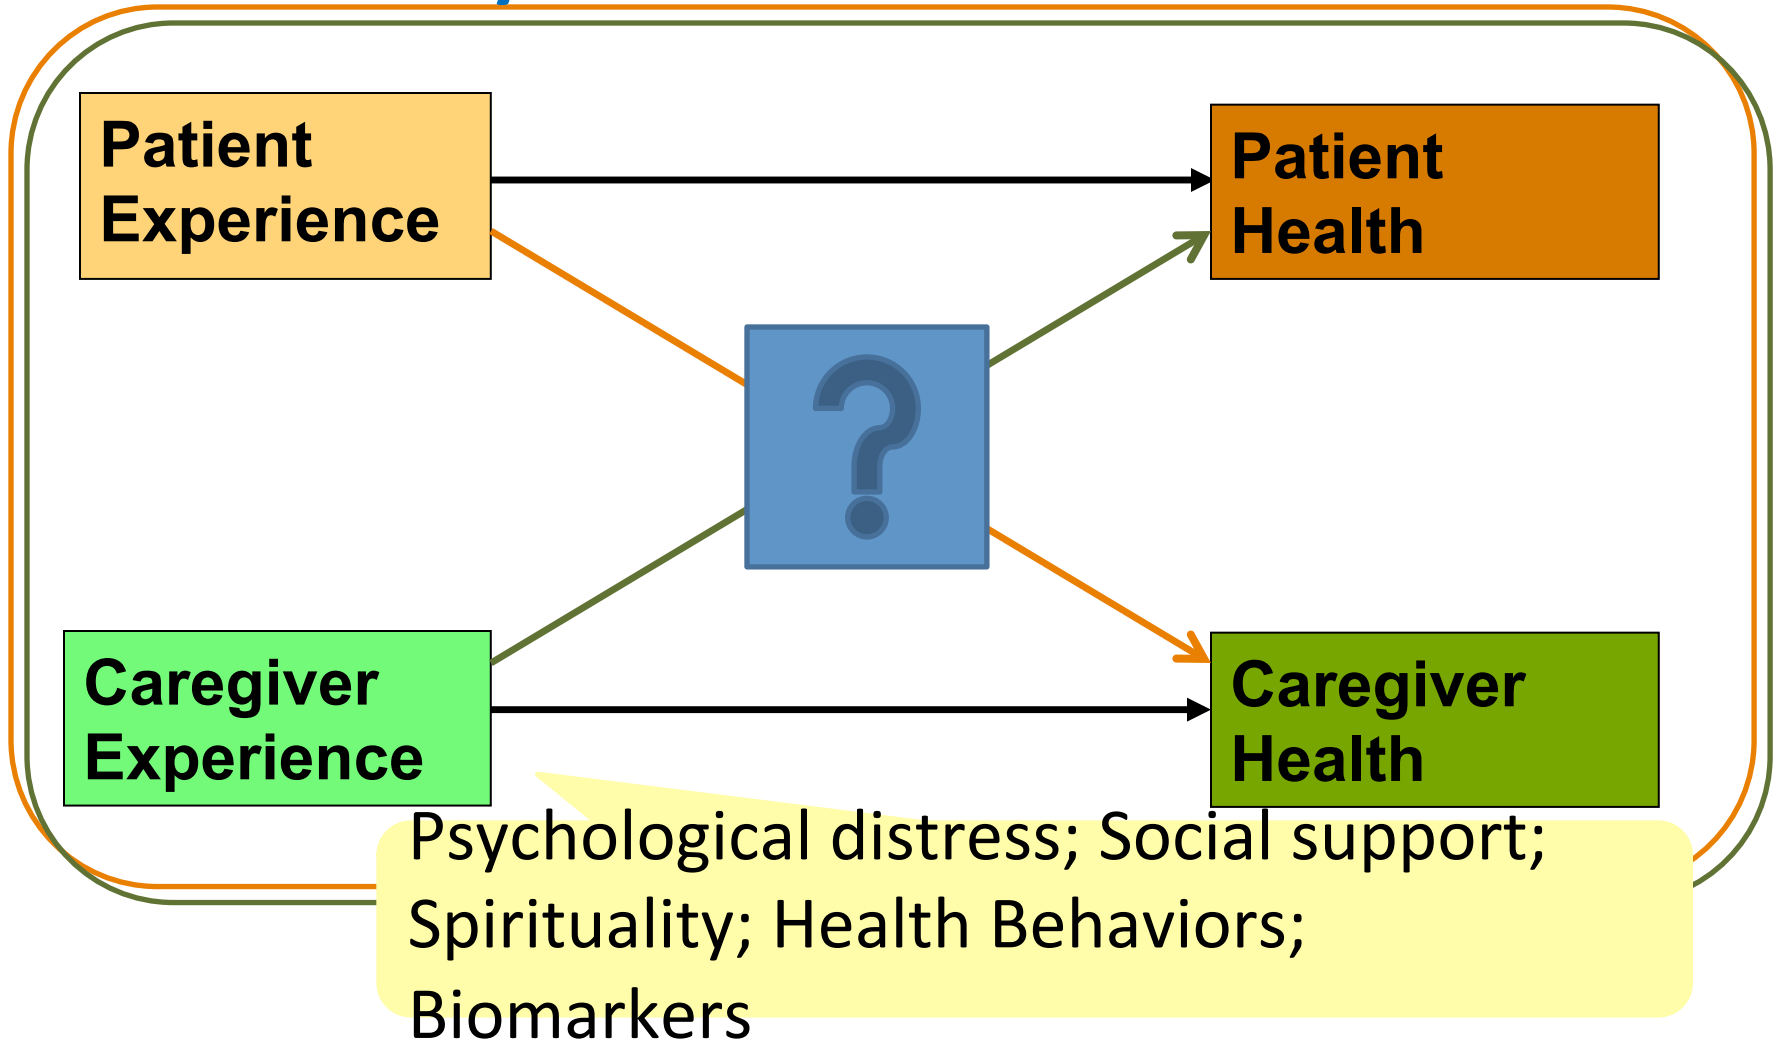 Patient
Experience
Patient
Health
?
Caregiver
Experience
Caregiver
Health
Psychological distress; Social support;
Spirituality; Health Behaviors;
Biomarkers